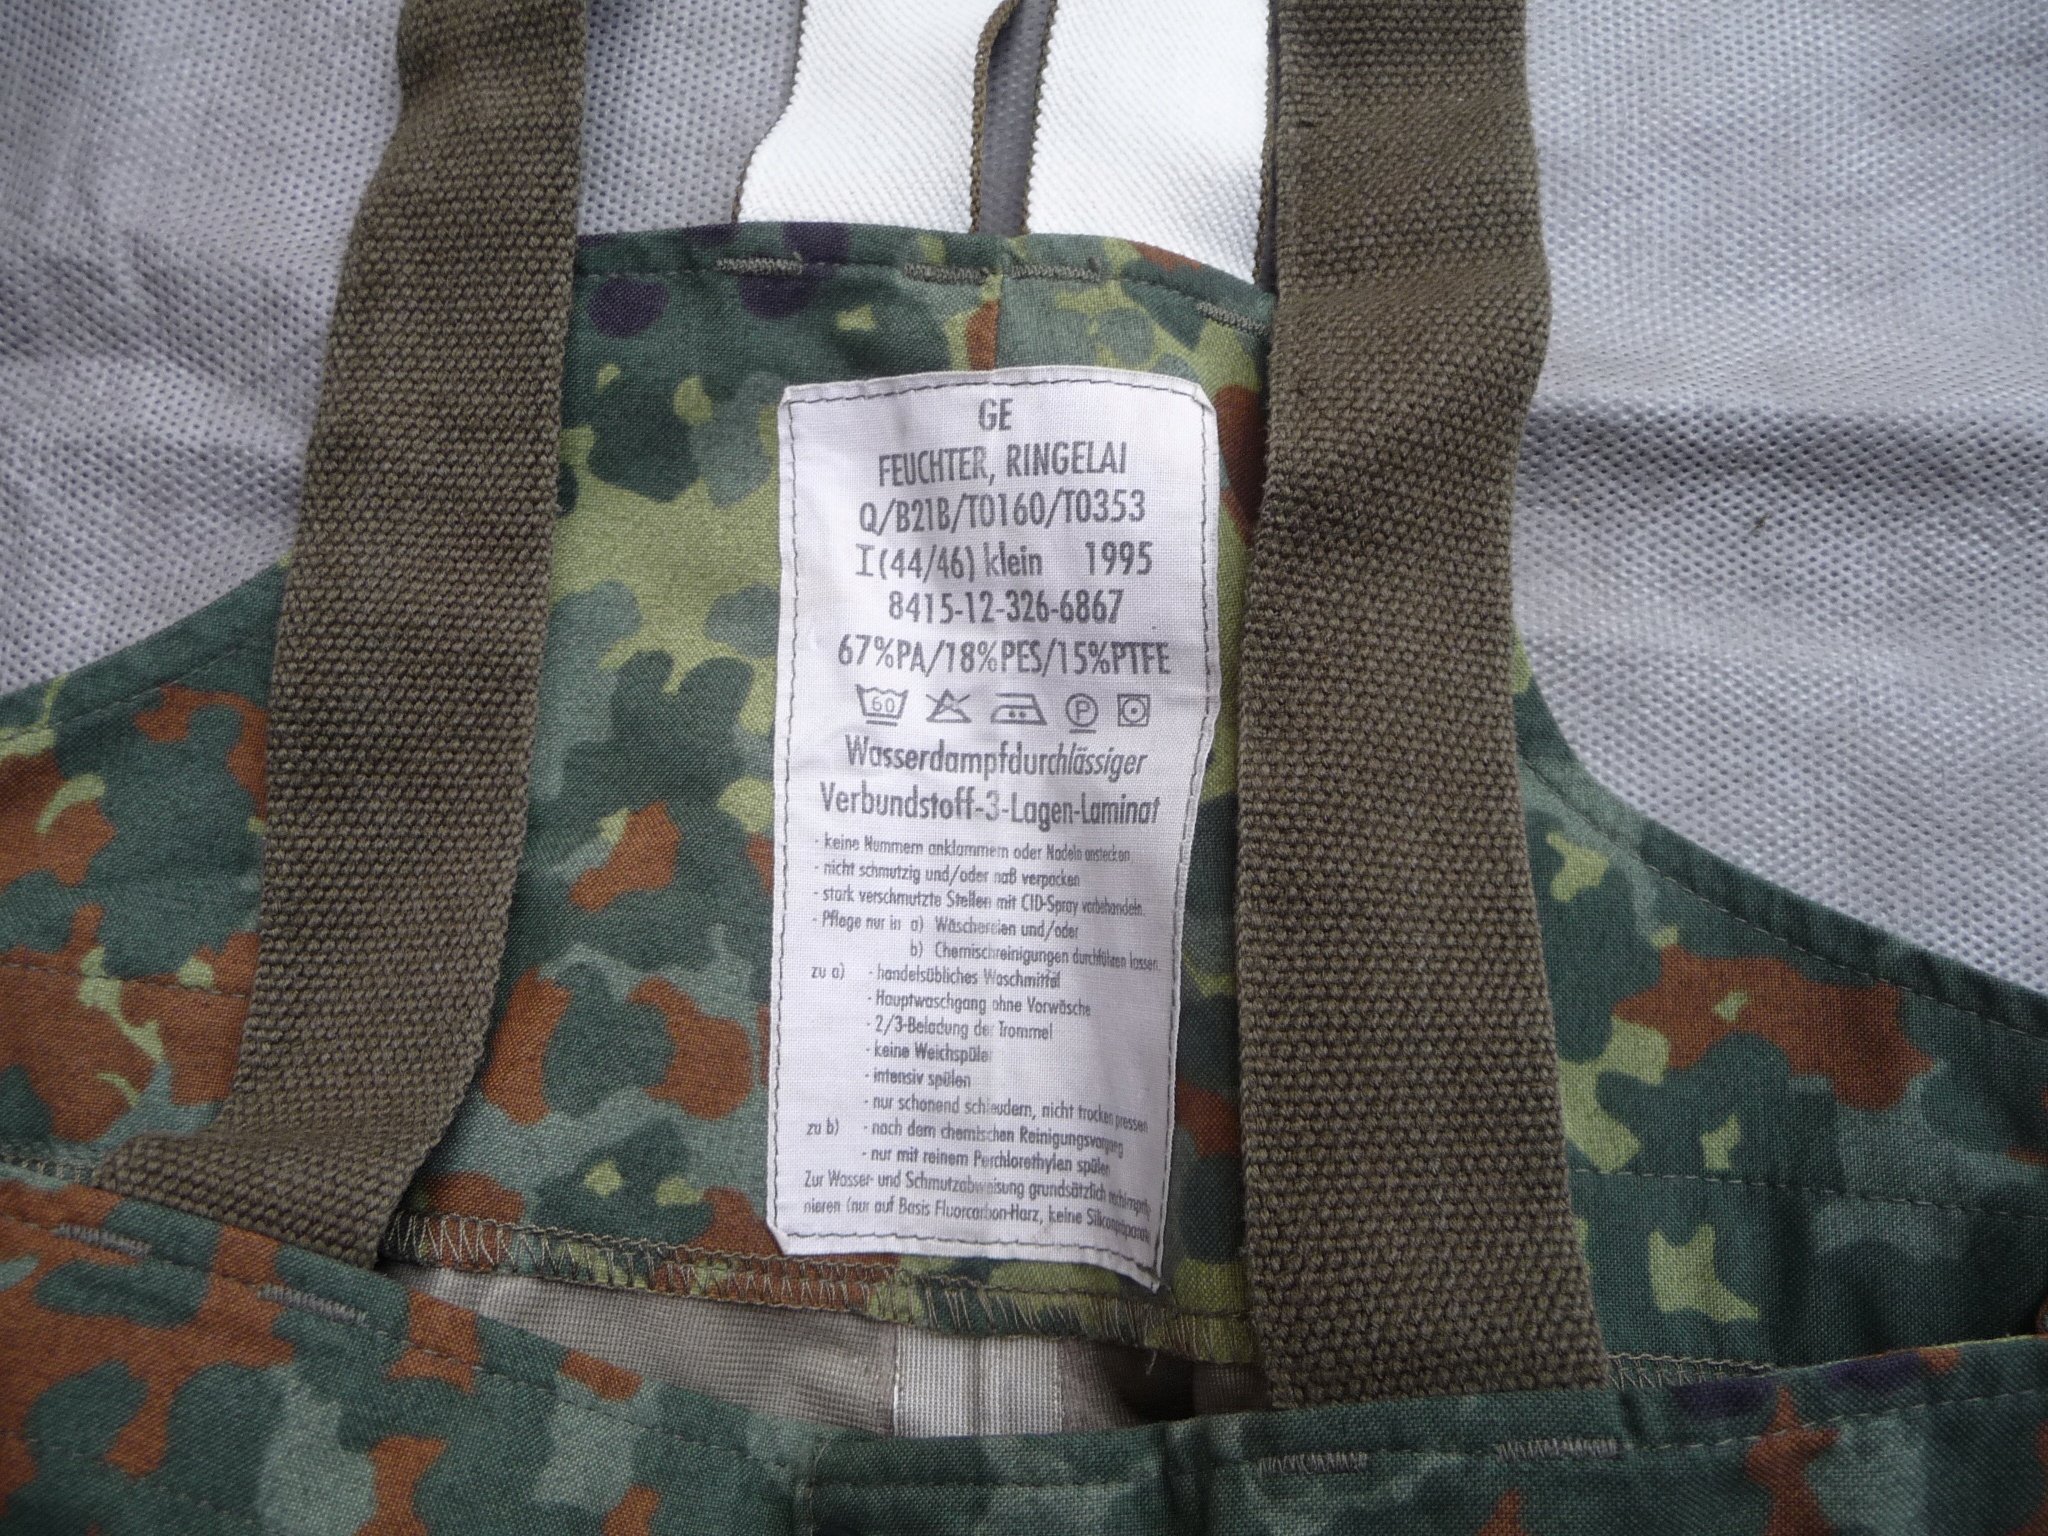 GE
FEUCHTER, RINGELAI
Q/B21B/T0160/T0353
I(44/46) klein 1995
8415-12-326-6867
67%PA/18%PES/15%PTFE
60 P
Wasserdampfdurchlässiger
Verbundstoff-3-Lagen-Laminat
- keine Nummern anklammern oder Nadeln anstecken
- nicht schmutzig und/oder naß verpacken
- stark verschmutzte Stellen mit CID-Spray vorbehandeln.
- Pflege nur in a) Wäschereien und/oder
b) Chemischreinigungen durchführen lassen.
zu a) - handelsübliches Waschmittel
- Hauptwaschgang ohne Vorwäsche
- 2/3-Beladung der Trommel
- keine Weichspüler
- intensiv spülen
- nur schonend schleudern, nicht trocken pressen
zu b) - nach dem chemischen Reinigungsvorgang
- nur mit reinem Perchlorethylen spülen
Zur Wasser- und Schmutzabweisung grundsätzlich
nieren (nur auf Basis Fluorcarbon-Harz, keine